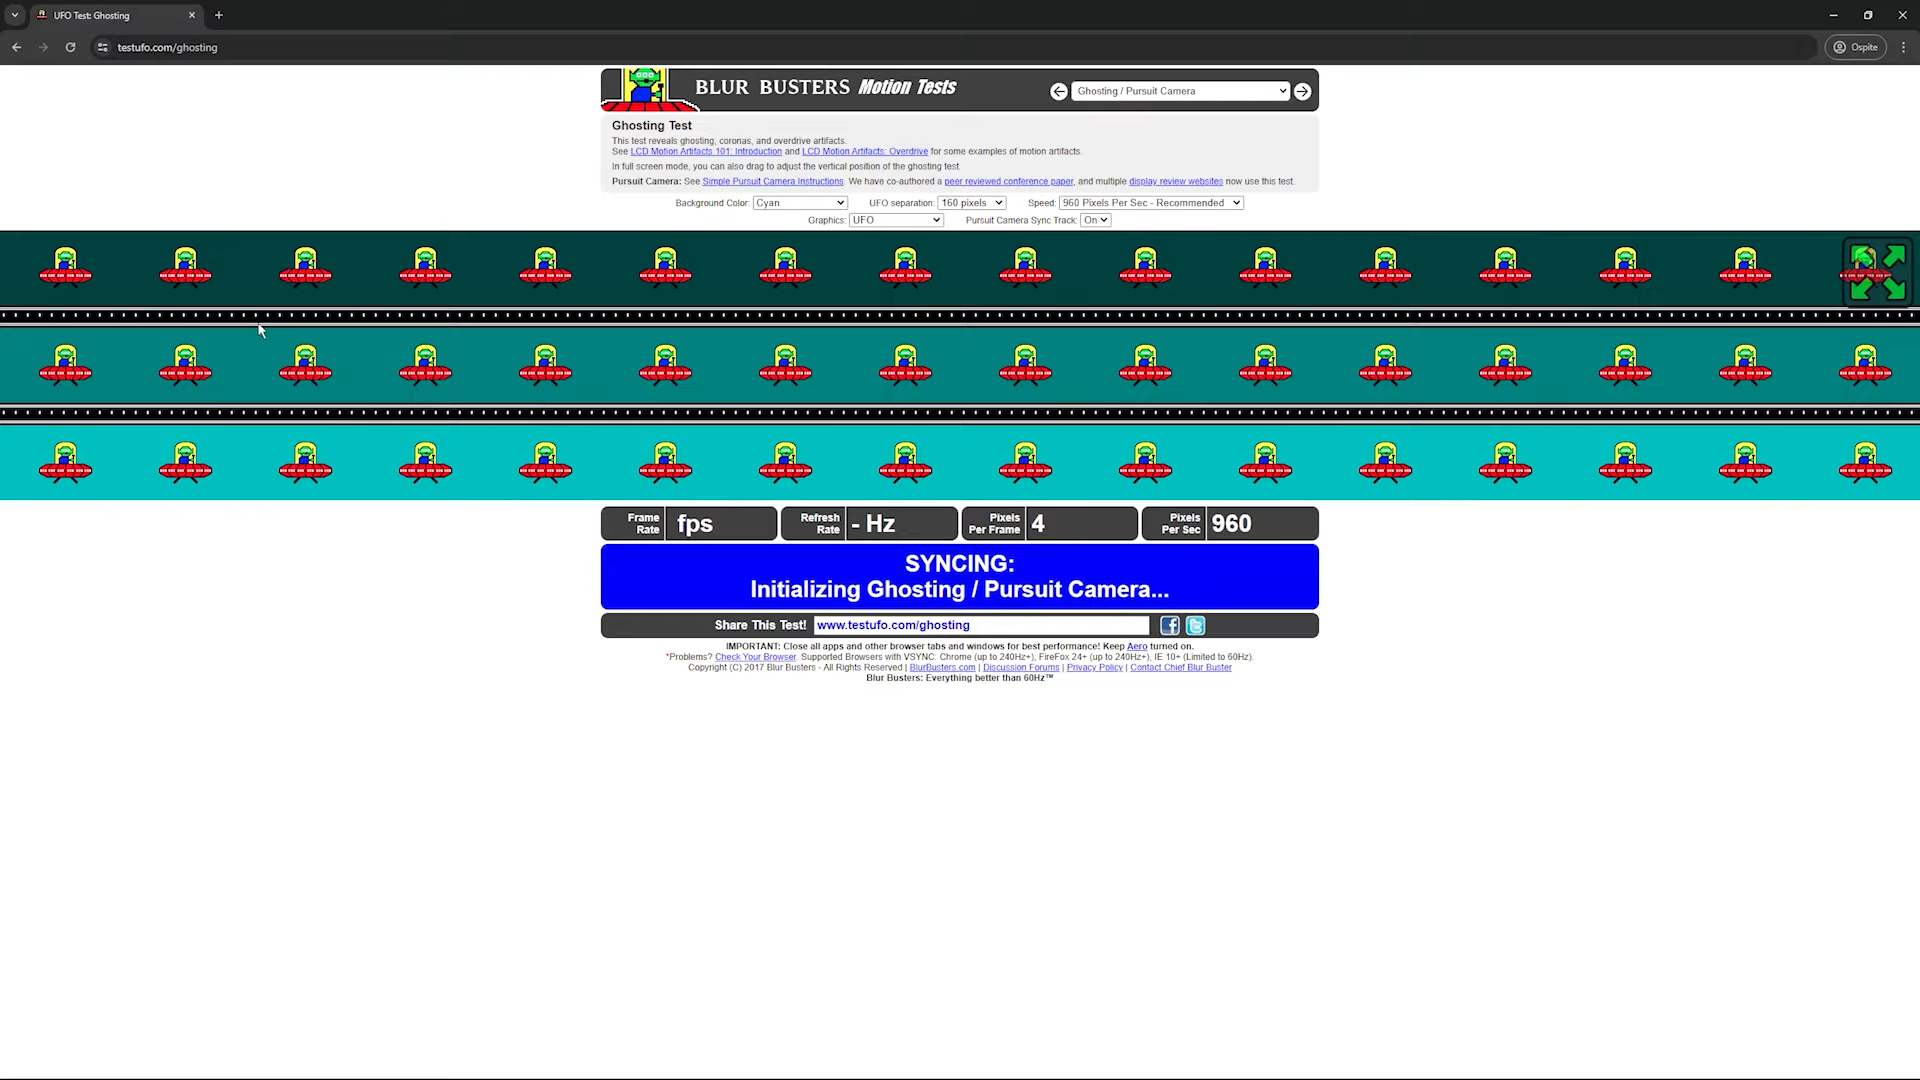 UFO Test: Ghosting
testufo.com/ghosting
Ospite
BLUR BUSTERS Motion Tests
Ghosting / Pursuit Camera
Ghosting Test
This test reveals ghosting, coronas, and overdrive artifacts.
See LCD Motion Artifacts 101: Introduction and LCD Motion Artifacts: Overdrive for some examples of motion artifacts.
In full screen mode, you can also drag to adjust the vertical position of the ghosting test.
Pursuit Camera: See Simple Pursuit Camera Instructions. We have co-authored a peer reviewed conference paper, and multiple display review websites now use this test.
Background Color: Cyan UFO separation: 160 pixels Speed: 960 Pixels Per Sec - Recommended
Graphics: UFO Pursuit Camera Sync Track: On
Frame Rate fps Refresh Rate - Hz Pixels Per Frame 4 Pixels Per Sec 960
SYNCING:
Initializing Ghosting / Pursuit Camera...
Share This Test! www.testufo.com/ghosting
IMPORTANT: Close all apps and other browser tabs and windows for best performance! Keep Aero turned on.
*Problems? Check Your Browser. Supported Browsers with VSYNC: Chrome (up to 240Hz+), FireFox 24+ (up to 240Hz+), IE 10+ (Limited to 60Hz).
Copyright (C) 2017 Blur Busters - All Rights Reserved | BlurBusters.com | Discussion Forums | Privacy Policy | Contact Chief Blur Buster
Blur Busters: Everything better than 60Hz™